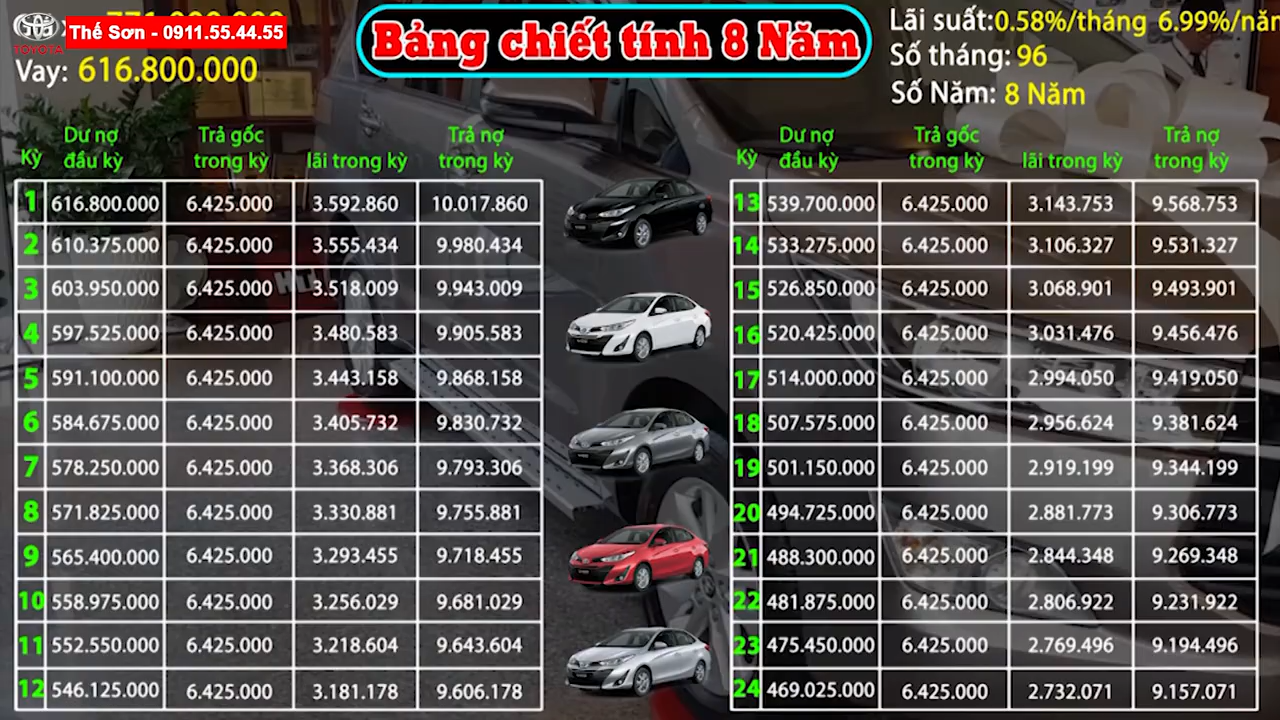 TOYOTA
Thế Sơn - 0911.55.44.55
Vay: 616.800.000
Bảng chiết tính 8 Năm
Lãi suất:0.58%/tháng 6.99%/năm
Số tháng: 96
Số Năm: 8 Năm
Kỳ Dư nợ đầu kỳ Trả gốc trong kỳ lãi trong kỳ Trả nợ trong kỳ
1 616.800.000 6.425.000 3.592.860 10.017.860
2 610.375.000 6.425.000 3.555.434 9.980.434
3 603.950.000 6.425.000 3.518.009 9.943.009
4 597.525.000 6.425.000 3.480.583 9.905.583
5 591.100.000 6.425.000 3.443.158 9.868.158
6 584.675.000 6.425.000 3.405.732 9.830.732
7 578.250.000 6.425.000 3.368.306 9.793.306
8 571.825.000 6.425.000 3.330.881 9.755.881
9 565.400.000 6.425.000 3.293.455 9.718.455
10 558.975.000 6.425.000 3.256.029 9.681.029
11 552.550.000 6.425.000 3.218.604 9.643.604
12 546.125.000 6.425.000 3.181.178 9.606.178
Kỳ Dư nợ đầu kỳ Trả gốc trong kỳ lãi trong kỳ Trả nợ trong kỳ
13 539.700.000 6.425.000 3.143.753 9.568.753
14 533.275.000 6.425.000 3.106.327 9.531.327
15 526.850.000 6.425.000 3.068.901 9.493.901
16 520.425.000 6.425.000 3.031.476 9.456.476
17 514.000.000 6.425.000 2.994.050 9.419.050
18 507.575.000 6.425.000 2.956.624 9.381.624
19 501.150.000 6.425.000 2.919.199 9.344.199
20 494.725.000 6.425.000 2.881.773 9.306.773
21 488.300.000 6.425.000 2.844.348 9.269.348
22 481.875.000 6.425.000 2.806.922 9.231.922
23 475.450.000 6.425.000 2.769.496 9.194.496
24 469.025.000 6.425.000 2.732.071 9.157.071